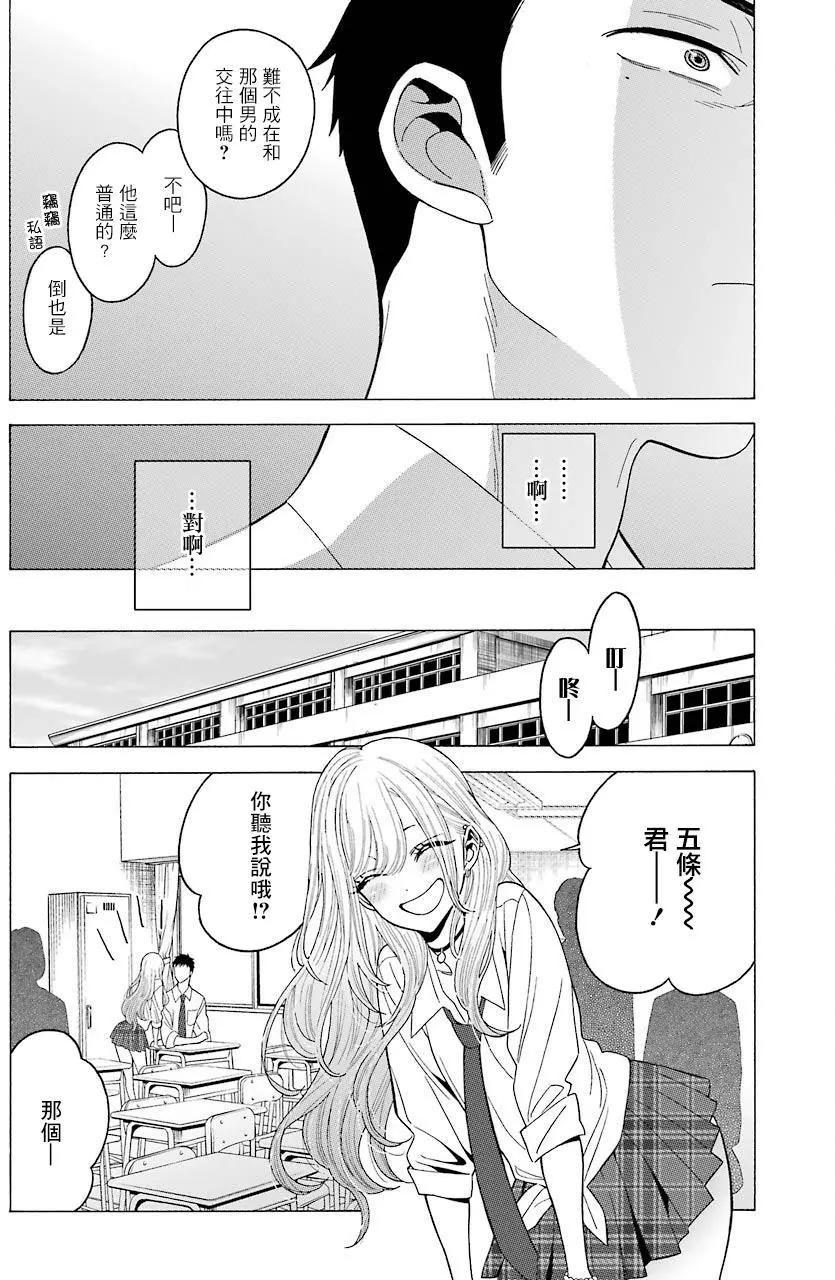 難不成在和
那個男的
交往中嗎？
不吧—
他這麼
普通的？
竊竊
私語
倒也是
……
…啊…
…對啊…
叮—
咚—
五條
君—！
你聽我說哦!?
那個—